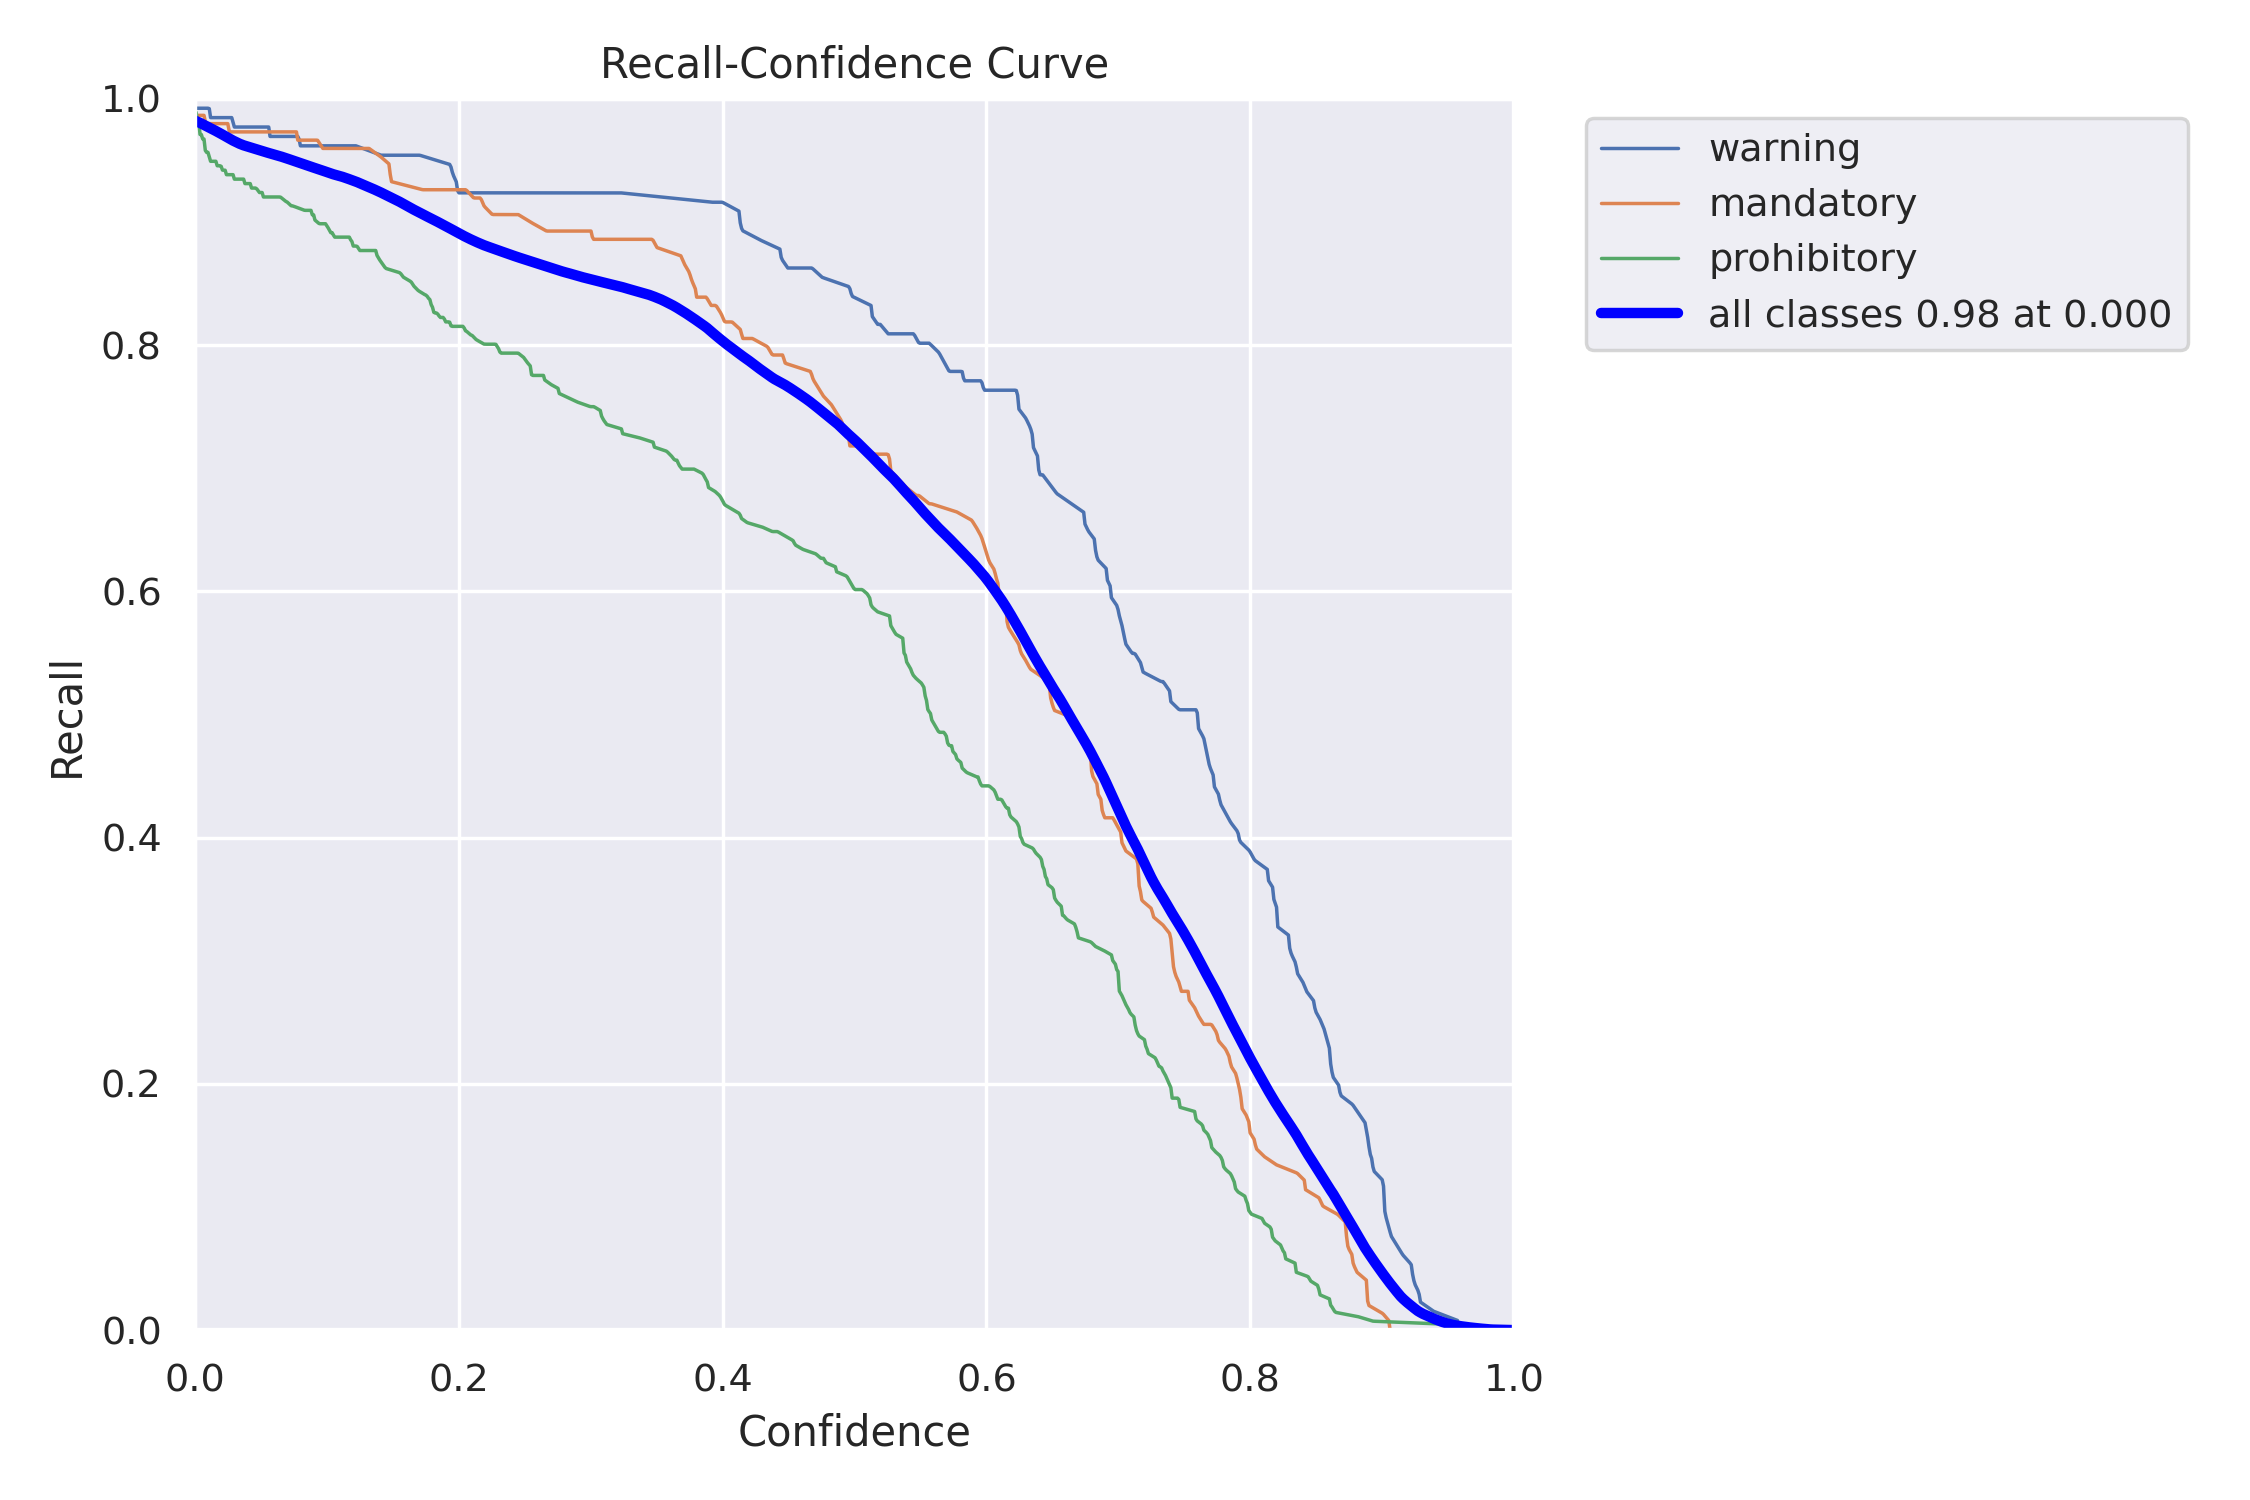 Recall-Confidence Curve
1.0
0.8
0.6
0.4
0.2
0.0
Recall
0.0 0.2 0.4 0.6 0.8 1.0
Confidence
warning
mandatory
prohibitory
all classes 0.98 at 0.000